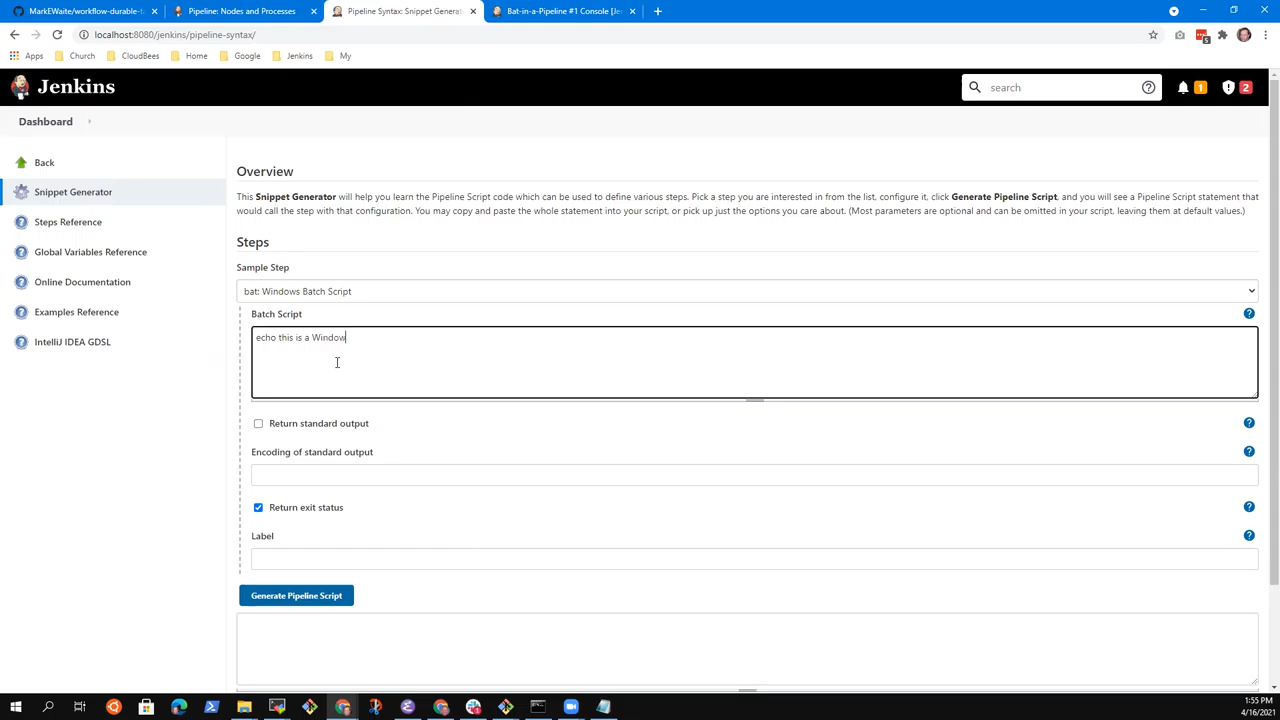 MarkEWaite/workflow-durable-ta
Pipeline: Nodes and Processes
Pipeline Syntax: Snippet Generat
Bat-in-a-Pipeline #1 Console [Je
localhost:8080/jenkins/pipeline-syntax/
5
Apps
Church
CloudBees
Home
Google
Jenkins
My
Jenkins
search
1
2
Dashboard
Back
Snippet Generator
Steps Reference
Global Variables Reference
Online Documentation
Examples Reference
IntelliJ IDEA GDSL
Overview
This Snippet Generator will help you learn the Pipeline Script code which can be used to define various steps. Pick a step you are interested in from the list, configure it, click Generate Pipeline Script, and you will see a Pipeline Script statement that
would call the step with that configuration. You may copy and paste the whole statement into your script, or pick up just the options you care about. (Most parameters are optional and can be omitted in your script, leaving them at default values.)
Steps
Sample Step
bat: Windows Batch Script
Batch Script
echo this is a Window
Return standard output
Encoding of standard output
Return exit status
Label
Generate Pipeline Script
1:55 PM
4/16/2021